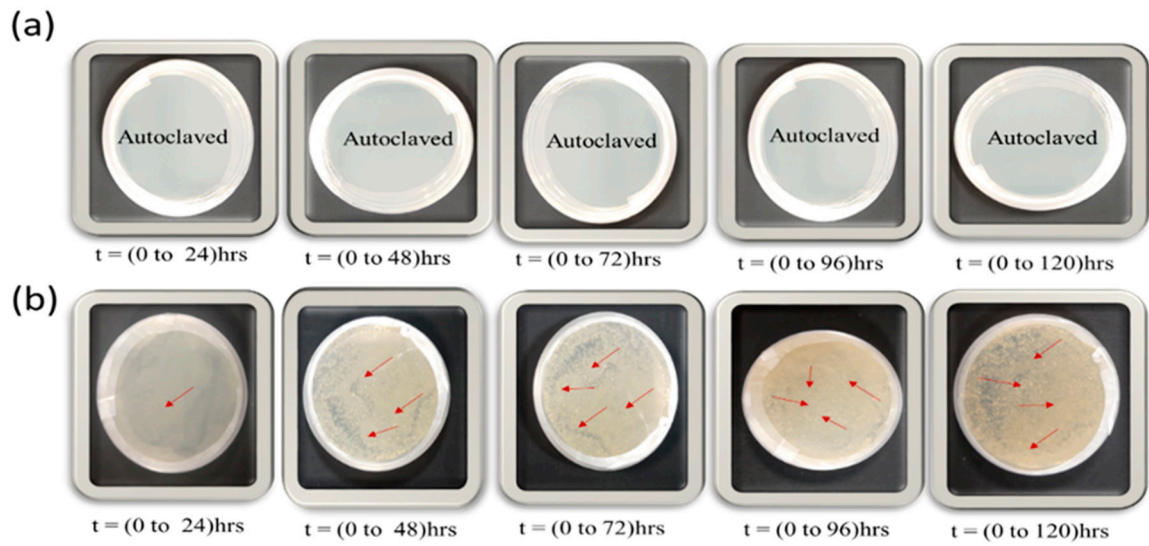 (a)
Autoclaved Autoclaved Autoclaved Autoclaved Autoclaved
t = (0 to 24)hrs t = (0 to 48)hrs t = (0 to 72)hrs t = (0 to 96)hrs t = (0 to 120)hrs
(b)
t = (0 to 24)hrs t = (0 to 48)hrs t = (0 to 72)hrs t = (0 to 96)hrs t = (0 to 120)hrs